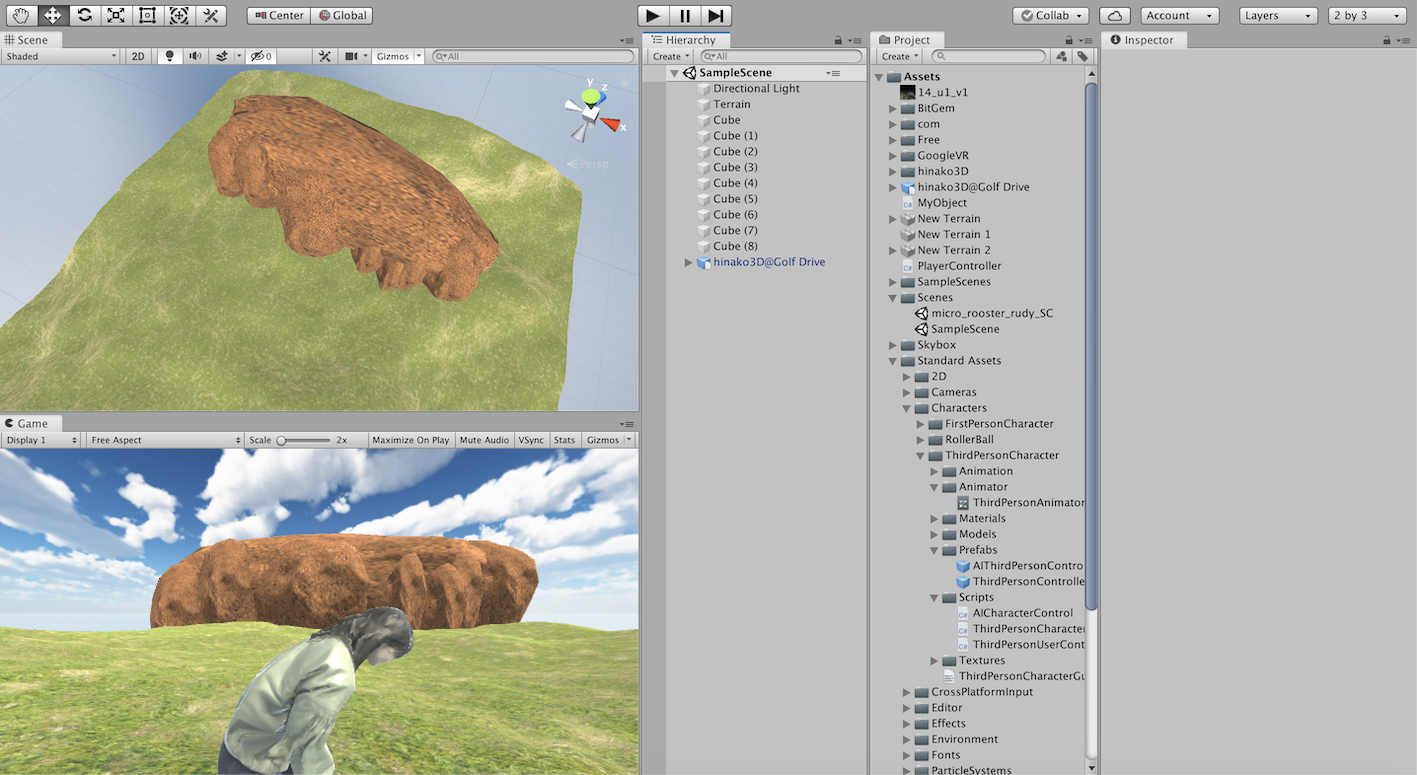 Center Global
Collab Account Layers 2 by 3
Scene
Shaded 2D 0 Gizmos All
y z x
Persp
Game
Display 1 Free Aspect Scale 2x Maximize On Play Mute Audio VSync Stats Gizmos
Hierarchy
Create All
SampleScene
Directional Light
Terrain
Cube
Cube (1)
Cube (2)
Cube (3)
Cube (4)
Cube (5)
Cube (6)
Cube (7)
Cube (8)
hinako3D@Golf Drive
Project
Create
Assets
14_u1_v1
BitGem
com
Free
GoogleVR
hinako3D
hinako3D@Golf Drive
C# MyObject
New Terrain
New Terrain 1
New Terrain 2
C# PlayerController
SampleScenes
Scenes
micro_rooster_rudy_SC
SampleScene
Skybox
Standard Assets
2D
Cameras
Characters
FirstPersonCharacter
RollerBall
ThirdPersonCharacter
Animation
Animator
ThirdPersonAnimator
Materials
Models
Prefabs
AIThirdPersonContro
ThirdPersonControlle
Scripts
C# AICharacterControl
C# ThirdPersonCharacter
C# ThirdPersonUserCont
Textures
ThirdPersonCharacterGu
CrossPlatformInput
Editor
Effects
Environment
Fonts
ParticleSystems
Inspector